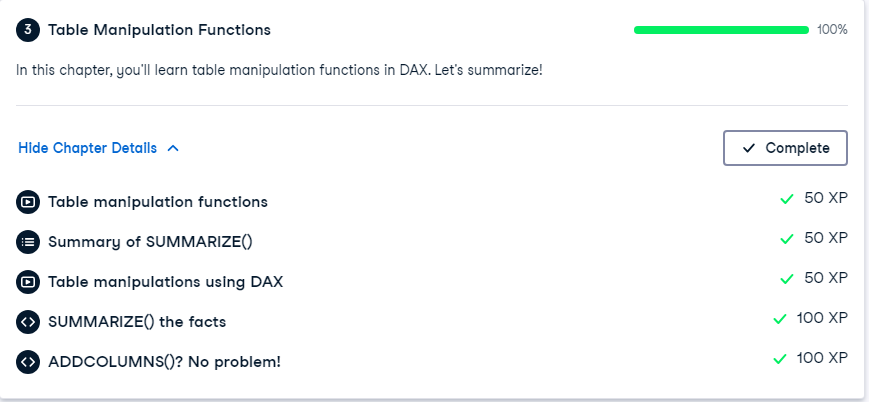 3 Table Manipulation Functions 100%
In this chapter, you'll learn table manipulation functions in DAX. Let's summarize!
Hide Chapter Details Complete
Table manipulation functions 50 XP
Summary of SUMMARIZE() 50 XP
Table manipulations using DAX 50 XP
SUMMARIZE() the facts 100 XP
ADDCOLUMNS()? No problem! 100 XP